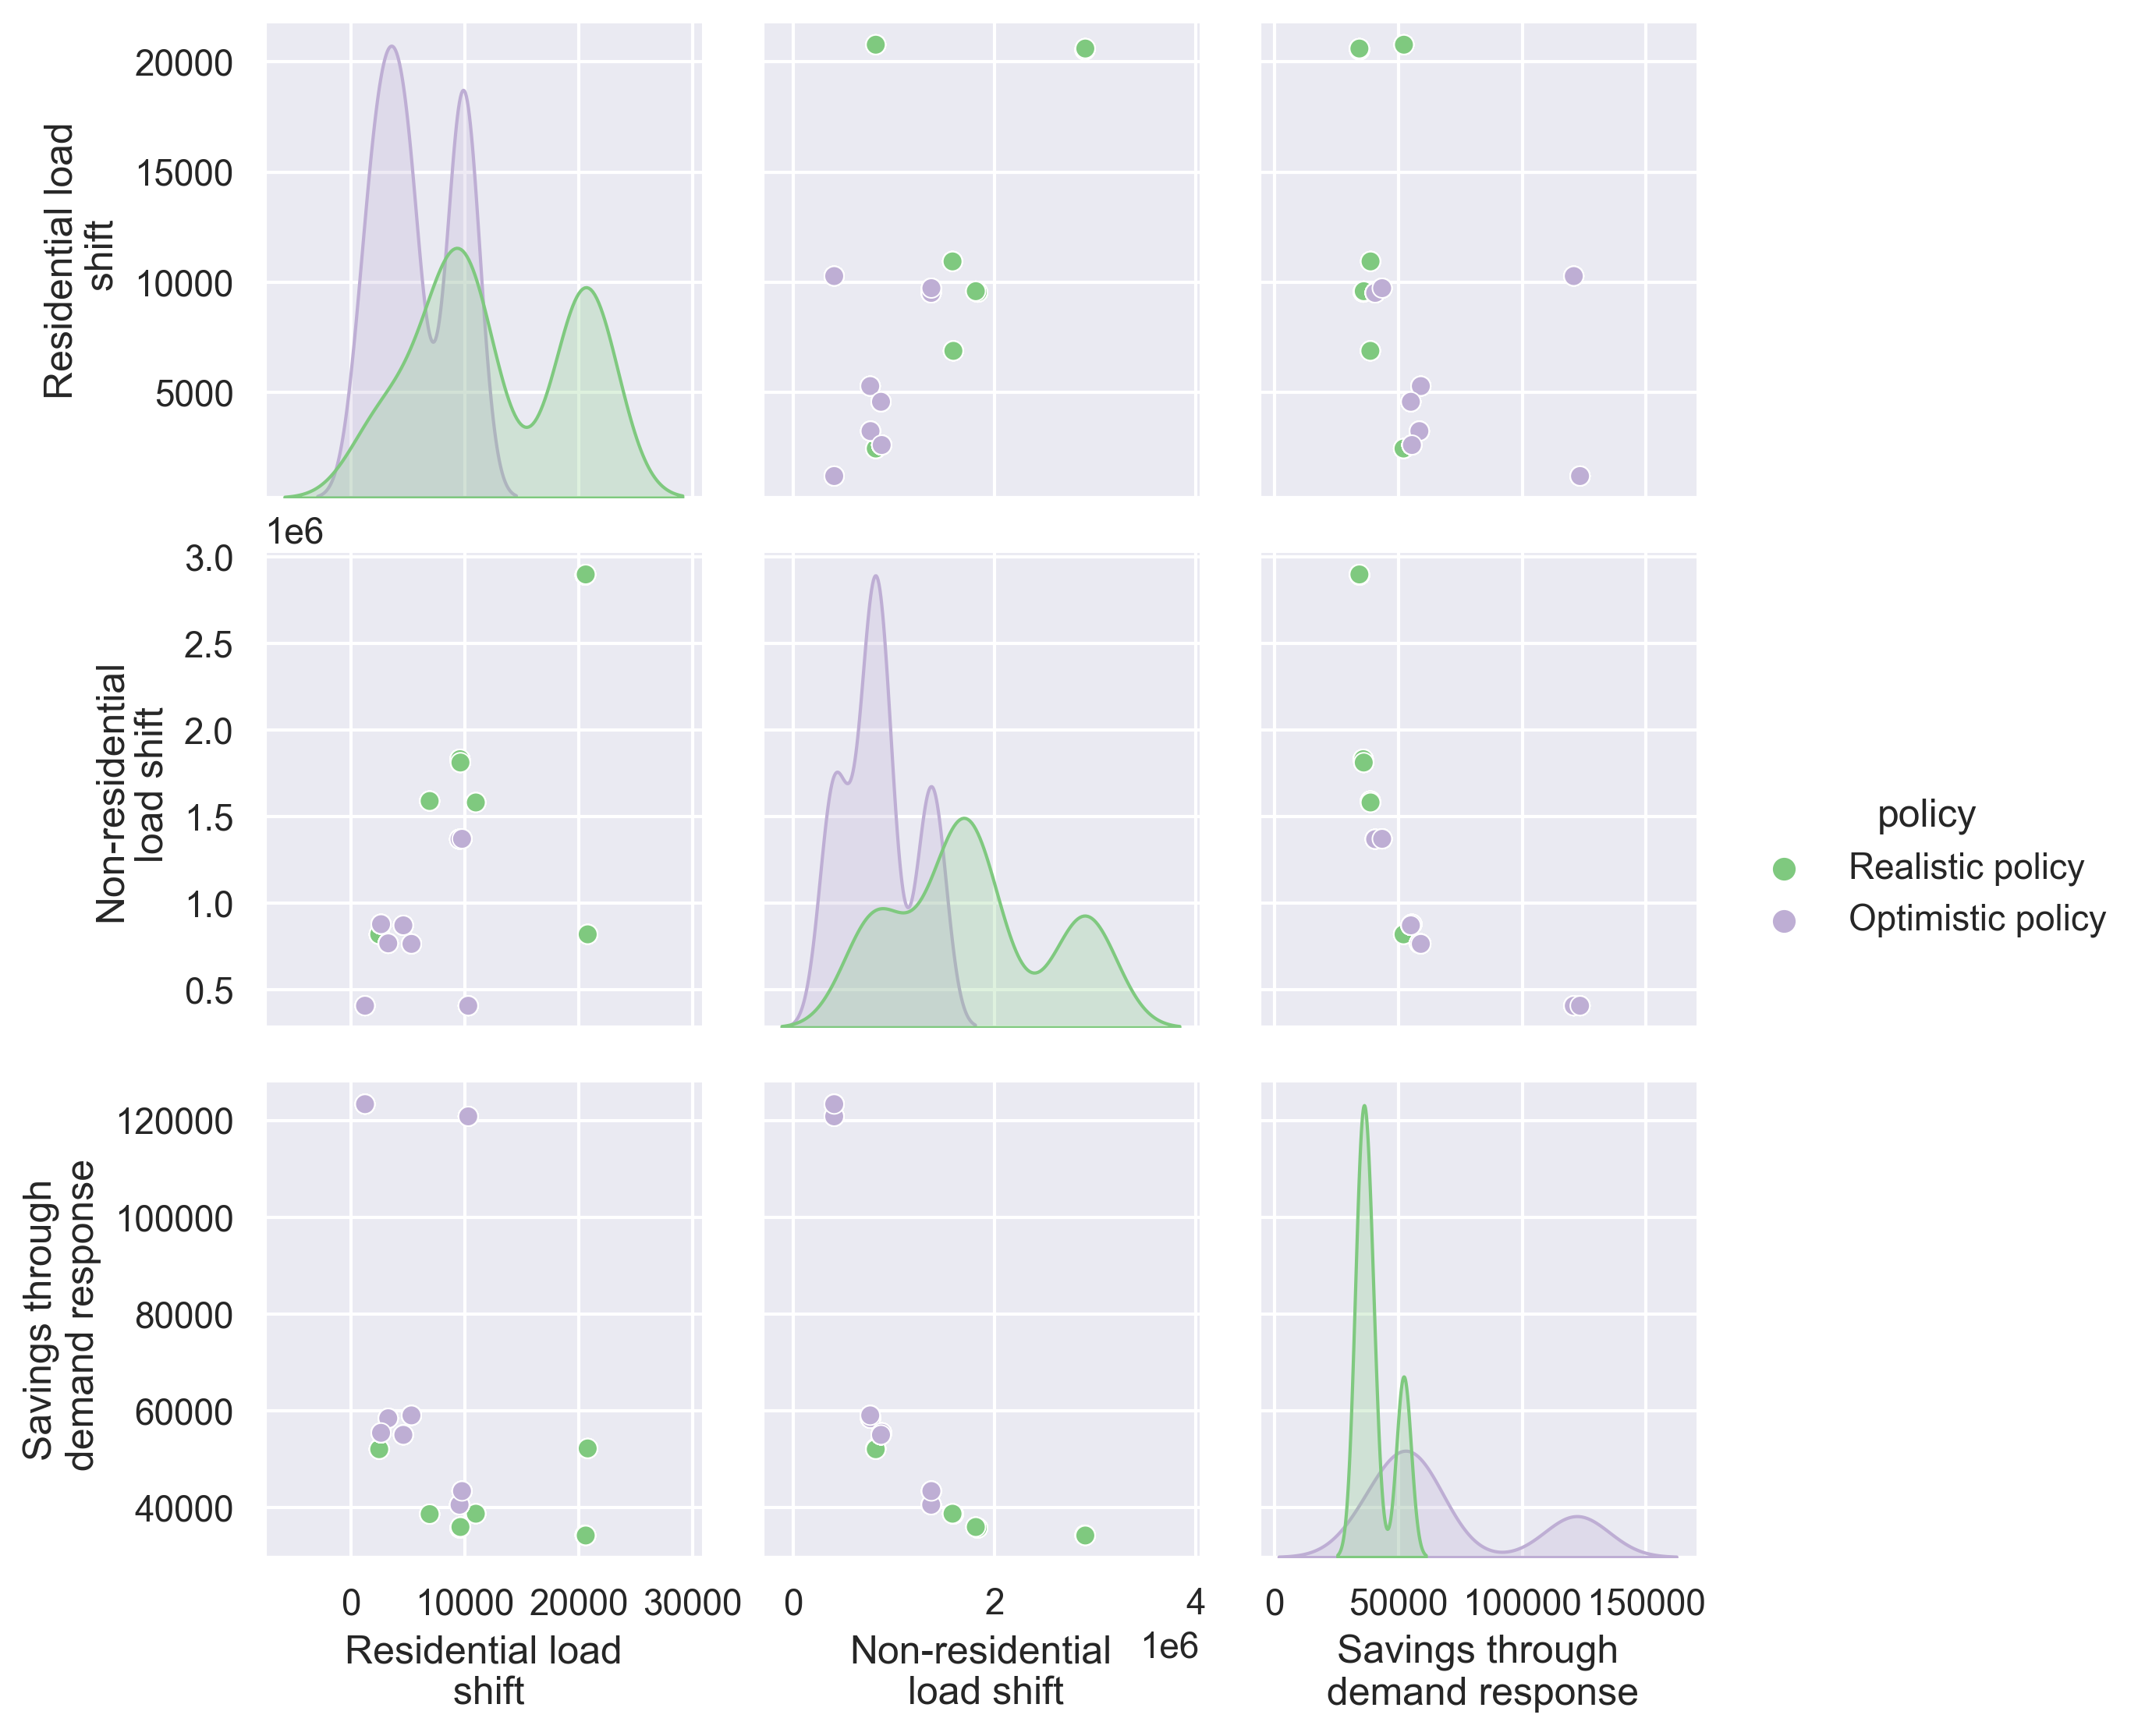 20000
15000
10000
5000
Residential load
shift
1e6
3.0
2.5
2.0
1.5
1.0
0.5
Non-residential
load shift
policy
Realistic policy
Optimistic policy
120000
100000
80000
60000
40000
Savings through
demand response
0 10000 20000 30000
Residential load
shift
0 2 4
1e6
Non-residential
load shift
0 50000 100000 150000
Savings through
demand response